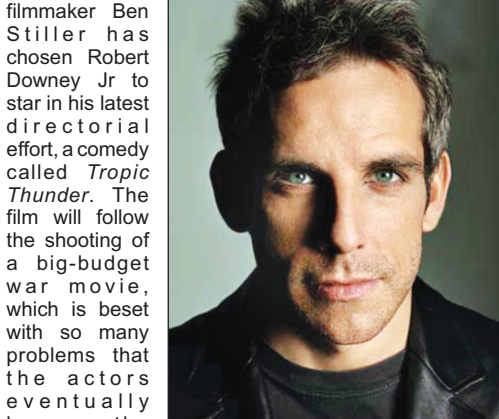 filmmaker Ben
Stiller has
chosen Robert
Downey Jr to
star in his latest
directorial
effort, a comedy
called Tropic
Thunder. The
film will follow
the shooting of
a big-budget
war movie,
which is beset
with so many
problems that
the actors
eventually